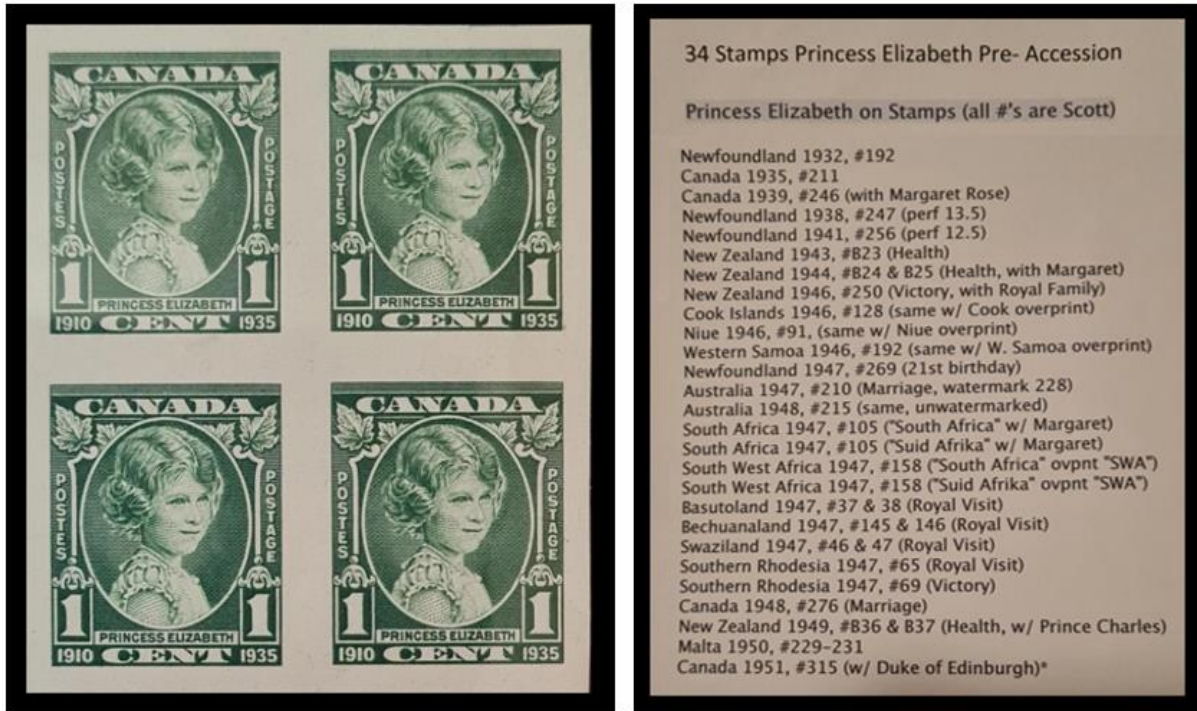 CANADA
POSTES
POSTAGE
1
PRINCESS ELIZABETH
1
1910 CENT 1935
CANADA
POSTES
POSTAGE
1
PRINCESS ELIZABETH
1
1910 CENT 1935
CANADA
POSTES
POSTAGE
1
PRINCESS ELIZABETH
1
1910 CENT 1935
CANADA
POSTES
POSTAGE
1
PRINCESS ELIZABETH
1
1910 CENT 1935
34 Stamps Princess Elizabeth Pre- Accession
Princess Elizabeth on Stamps (all #'s are Scott)
Newfoundland 1932, #192
Canada 1935, #211
Canada 1939, #246 (with Margaret Rose)
Newfoundland 1938, #247 (perf 13.5)
Newfoundland 1941, #256 (perf 12.5)
New Zealand 1943, #B23 (Health)
New Zealand 1944, #B24 & B25 (Health, with Margaret)
New Zealand 1946, #250 (Victory, with Royal Family)
Cook Islands 1946, #128 (same w/ Cook overprint)
Niue 1946, #91, (same w/ Niue overprint)
Western Samoa 1946, #192 (same w/ W. Samoa overprint)
Newfoundland 1947, #269 (21st birthday)
Australia 1947, #210 (Marriage, watermark 228)
Australia 1948, #215 (same, unwatermarked)
South Africa 1947, #105 ("South Africa" w/ Margaret)
South Africa 1947, #105 ("Suid Afrika" w/ Margaret)
South West Africa 1947, #158 ("South Africa" ovpnt "SWA")
South West Africa 1947, #158 ("Suid Afrika" ovpnt "SWA")
Basutoland 1947, #37 & 38 (Royal Visit)
Bechuanaland 1947, #145 & 146 (Royal Visit)
Swaziland 1947, #46 & 47 (Royal Visit)
Southern Rhodesia 1947, #65 (Royal Visit)
Southern Rhodesia 1947, #69 (Victory)
Canada 1948, #276 (Marriage)
New Zealand 1949, #B36 & B37 (Health, w/ Prince Charles)
Malta 1950, #229-231
Canada 1951, #315 (w/ Duke of Edinburgh)*